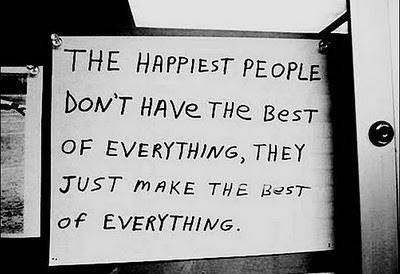 THE HAPPIEST PEOPLE
DON'T HAVE THE BEST
OF EVERYTHING, THEY
JUST MAKE THE BEST
OF EVERYTHING.